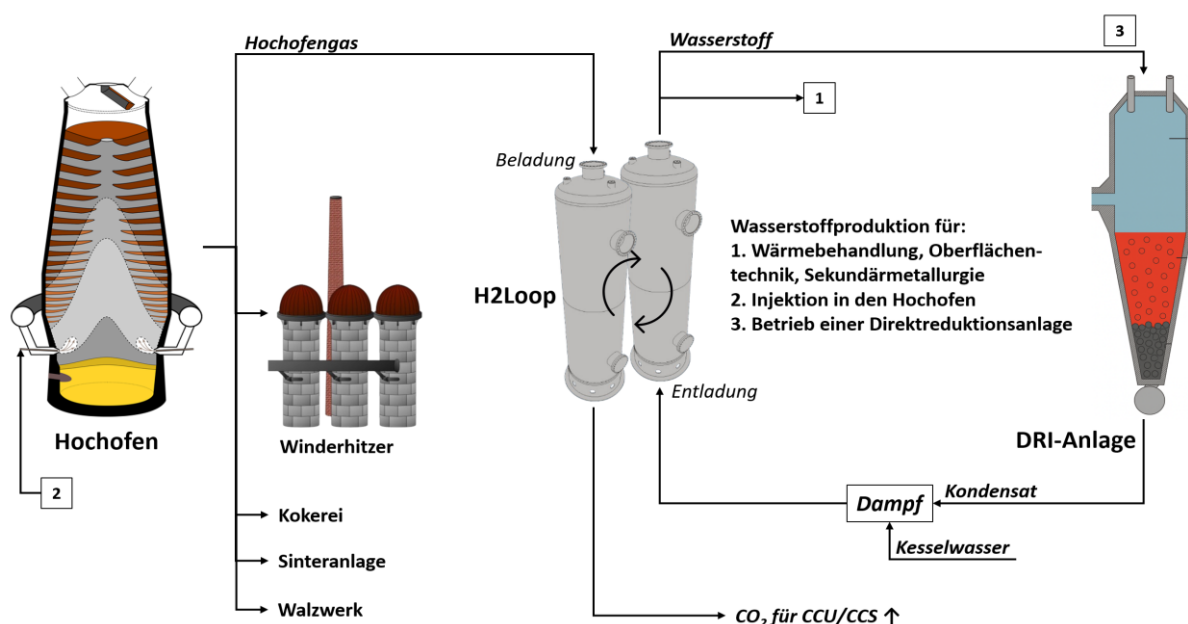 Hochofengas
Wasserstoff
3
1
Beladung
Wasserstoffproduktion für:
1. Wärmebehandlung, Oberflächen-
technik, Sekundärmetallurgie
2. Injektion in den Hochofen
3. Betrieb einer Direktreduktionsanlage
H2Loop
Entladung
Hochofen
Winderhitzer
DRI-Anlage
2
Dampf
Kondensat
Kesselwasser
Kokerei
Sinteranlage
Walzwerk
CO₂ für CCU/CCS ↑